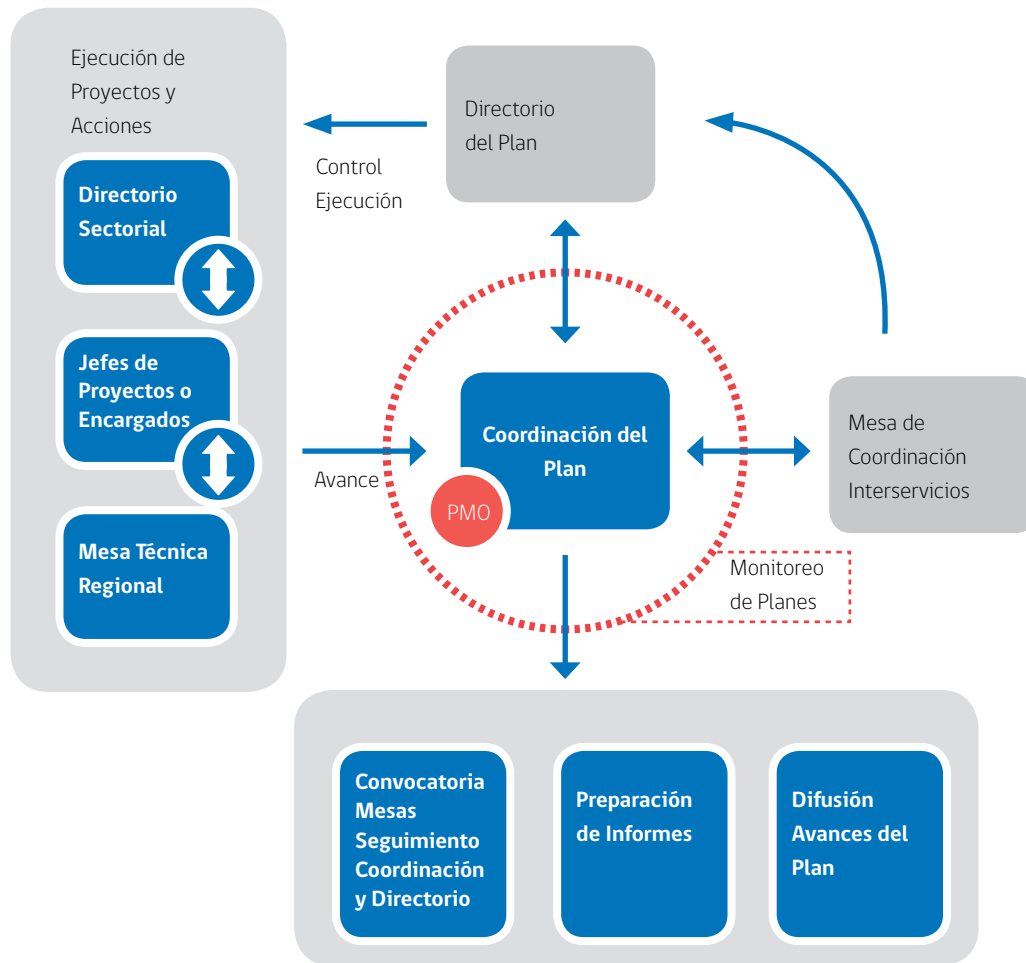 Ejecución de
Proyectos y
Acciones
Directorio
Sectorial
Jefes de
Proyectos o
Encargados
Mesa Técnica
Regional
Control
Ejecución
Avance
Directorio
del Plan
Coordinación del
Plan
PMO
Mesa de
Coordinación
Interservicios
Monitoreo
de Planes
Convocatoria
Mesas
Seguimiento
Coordinación
y Directorio
Preparación
de Informes
Difusión
Avances del
Plan